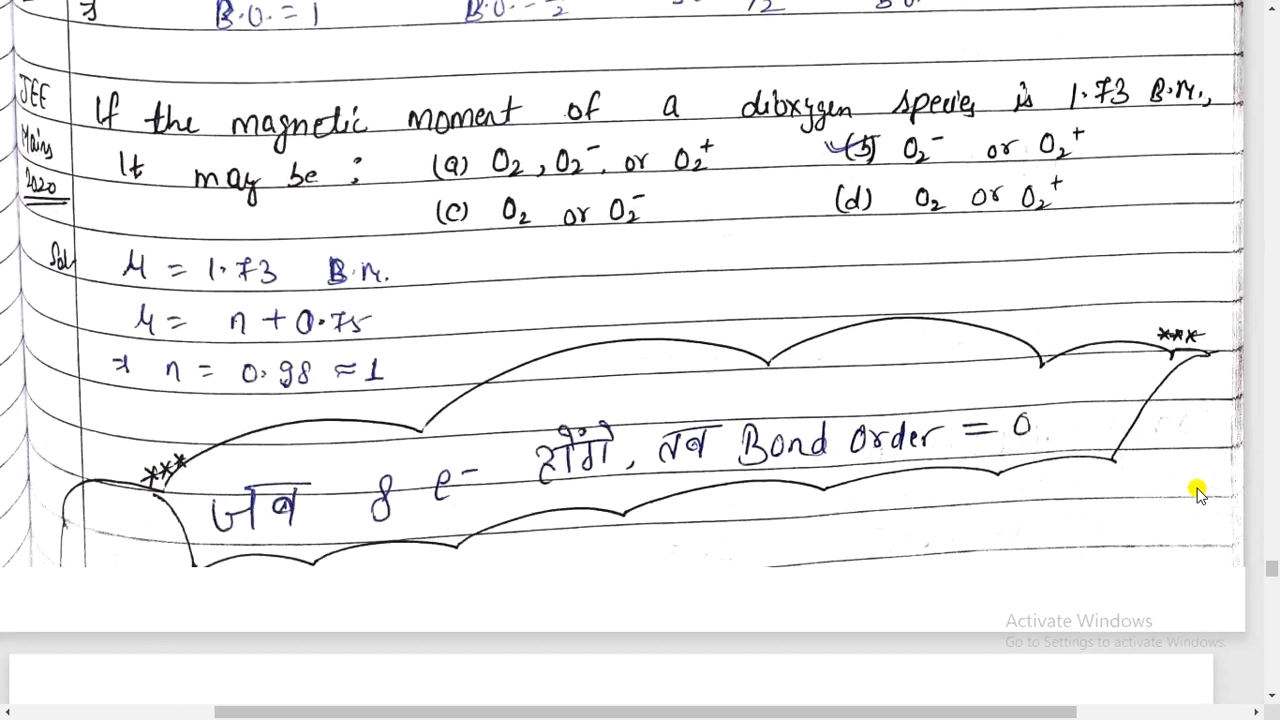 B.O. = 1
JEE Mains 2020
If the magnetic moment of a dioxygen species is 1.73 B.M.,
It may be : (a) O₂, O₂⁻, or O₂⁺ (b) O₂⁻ or O₂⁺
(c) O₂ or O₂⁻ (d) O₂ or O₂⁺
Sol
μ = 1.73 B.M.
μ = n + 0.75
⇒ n = 0.98 ≈ 1
***
***
जब 8 e⁻ होंगे, तब Bond Order = 0
Activate Windows
Go to Settings to activate Windows.